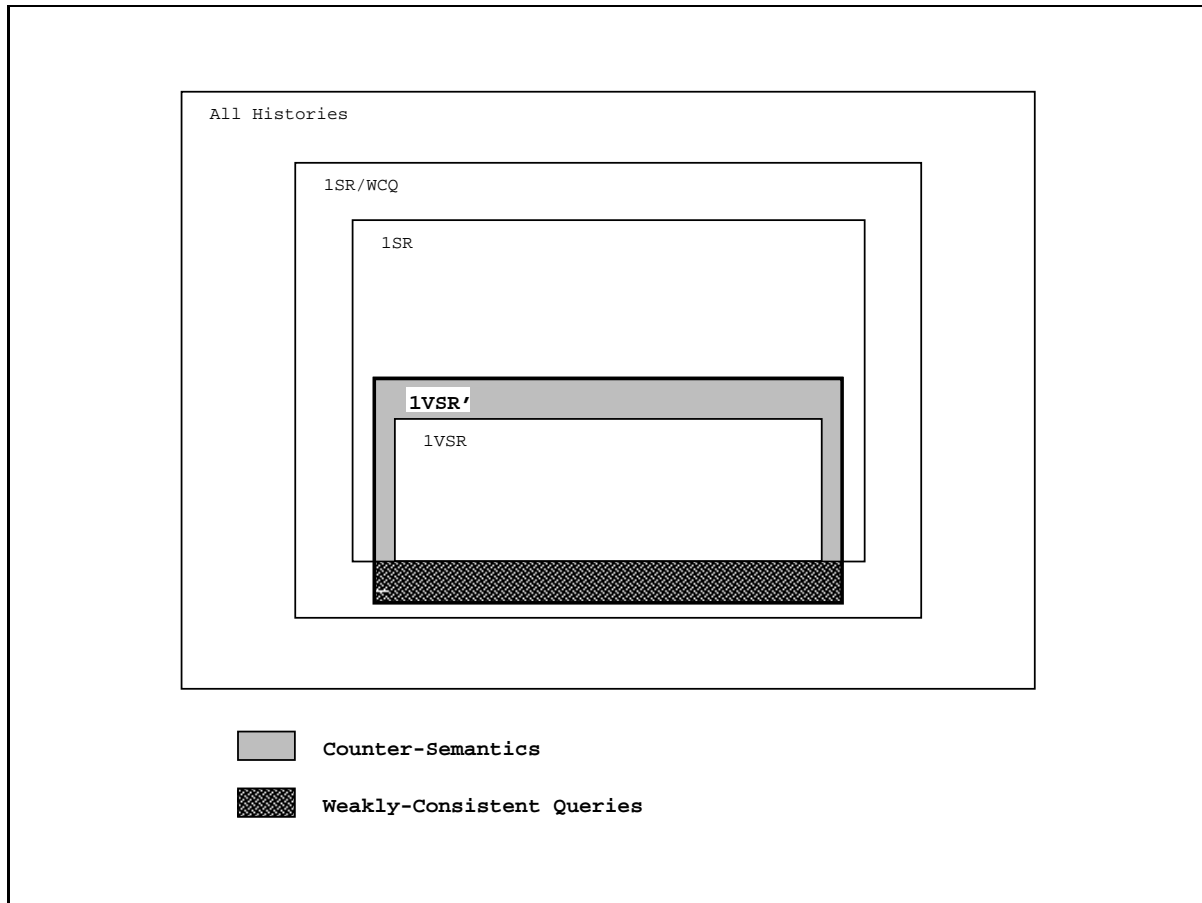 All Histories
1SR/WCQ
1SR
1VSR′
1VSR
Counter-Semantics
Weakly-Consistent Queries